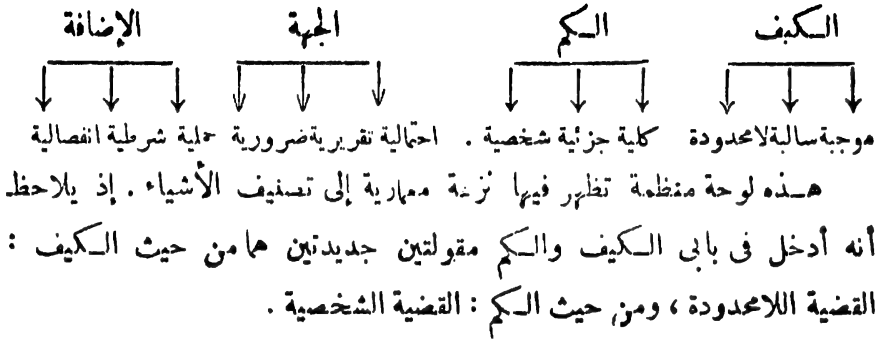 الكيف الكم الجهة الإضافة
موجبة سالبة لامحدودة كلية جزئية شخصية . احتمالية تقريرية ضرورية حملية شرطية انفصالية
هذه لوحة منظمة تظهر فيها نزعة معمارية إلى تصنيف الأشياء . إذ يلاحظ
أنه أدخل فى بابى الكيف والكم مقولتين جديدتين هما من حيث الكيف :
القضية اللامحدودة ، ومن حيث الكم : القضية الشخصية .